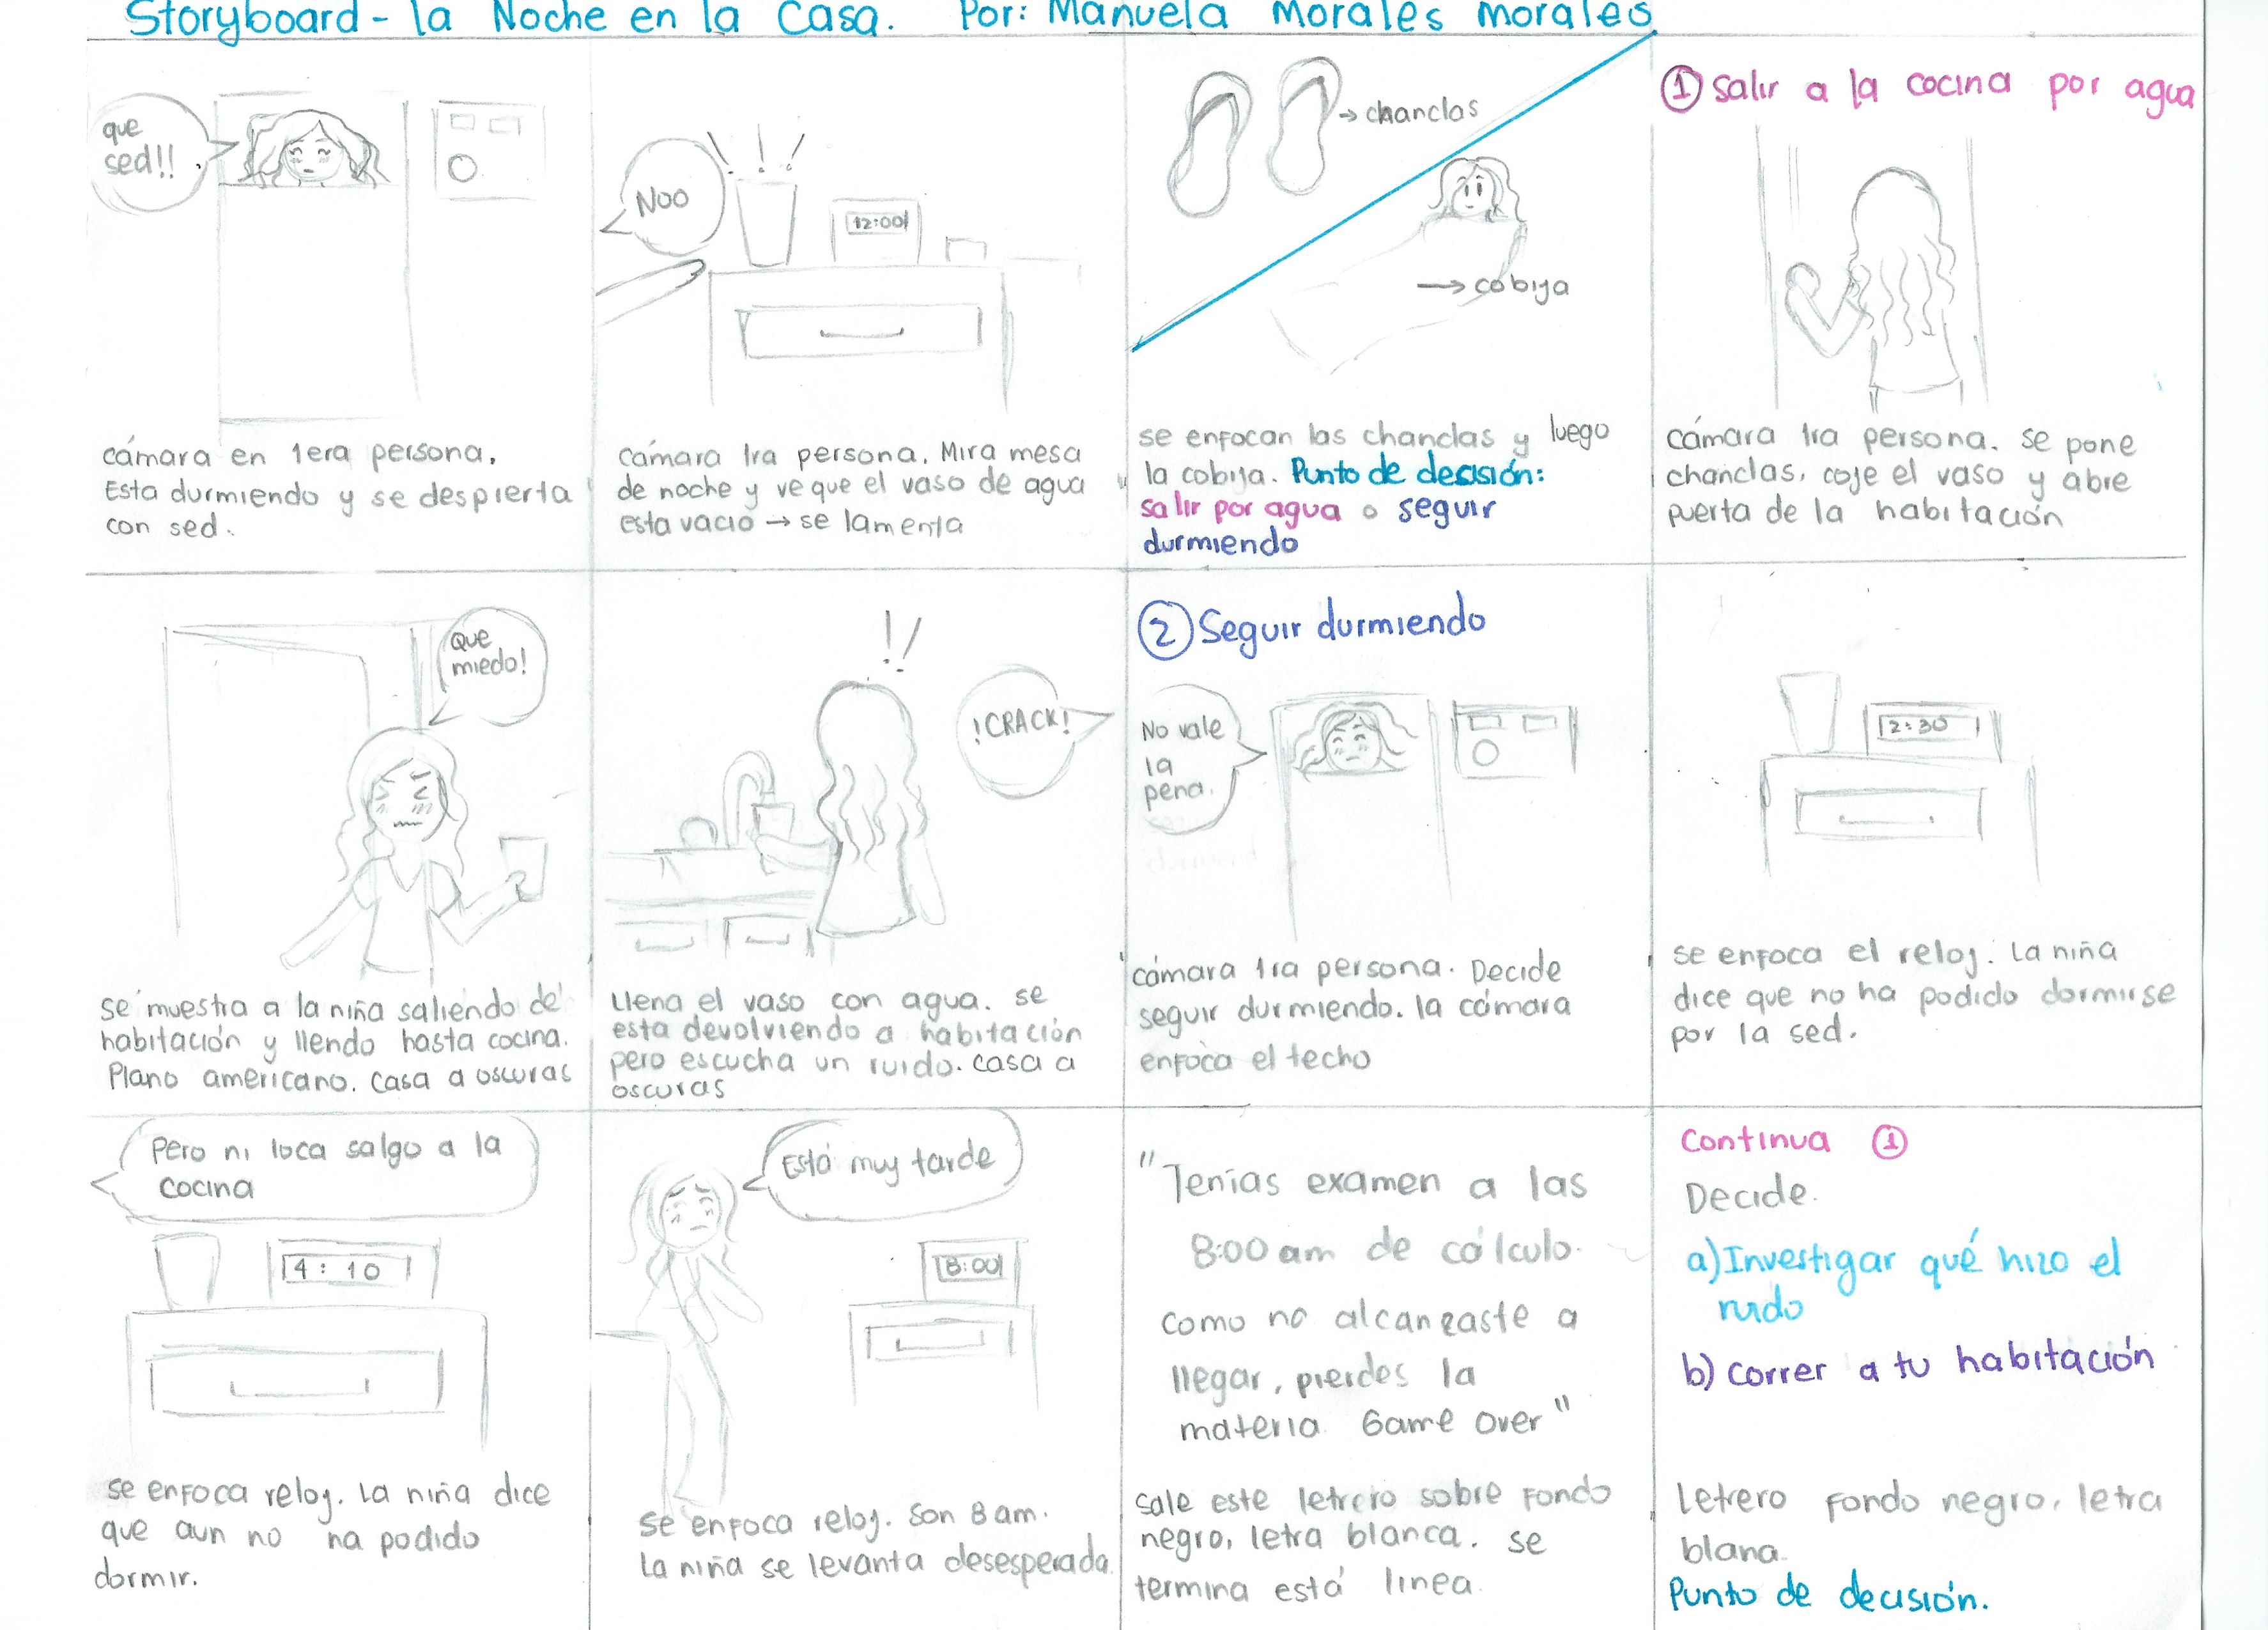 Storyboard - la Noche en la Casa. Por: Manuela Morales morales
que
sed!!
cámara en 1era persona.
Esta durmiendo y se despierta
con sed.
Noo
12:00
cámara 1ra persona. Mira mesa
de noche y ve que el vaso de agua
esta vacio → se lamenta
→ chanclas
→ cobija
se enfocan las chanclas y luego
la cobija. Punto de decisión:
salir por agua o seguir
durmiendo
① Salir a la cocina por agua
cámara 1ra persona. se pone
chanclas, coje el vaso y abre
puerta de la habitación
Que
miedo!
se muestra a la niña saliendo de
habitación y llendo hasta cocina.
Plano americano. casa a oscuras
!CRACK!
llena el vaso con agua. se
esta devolviendo a habitación
pero escucha un ruido. casa a
oscuras
② Seguir durmiendo
No vale
la
pena.
cámara 1ra persona. Decide
seguir durmiendo. la cámara
enfoca el techo
2:30
se enfoca el reloj. La niña
dice que no ha podido dormirse
por la sed.
Pero ni loca salgo a la
cocina
4:10
se enfoca reloj. La niña dice
que aun no ha podido
dormir.
Está muy tarde
8:00
se enfoca reloj. Son 8 am.
La niña se levanta desesperada.
"Tenías examen a las
8:00 am de cálculo.
como no alcanzaste a
llegar, pierdes la
materia Game Over"
Sale este letrero sobre fondo
negro, letra blanca. se
termina está linea.
Continua ①
Decide.
a) Investigar qué hizo el
ruido
b) Correr a tu habitación
Letrero fondo negro, letra
blana.
Punto de decisión.